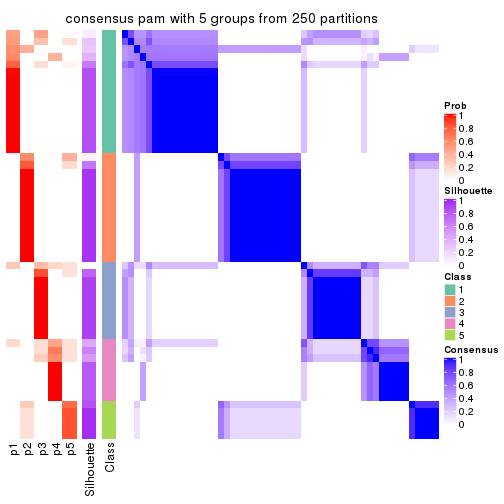 consensus pam with 5 groups from 250 partitions
Prob
1
0.8
0.6
0.4
0.2
0
Silhouette
1
0.8
0.6
0.4
0.2
0
Class
1
2
3
4
5
Consensus
1
0.8
0.6
0.4
0.2
0
p1
p2
p3
p4
p5
Silhouette
Class